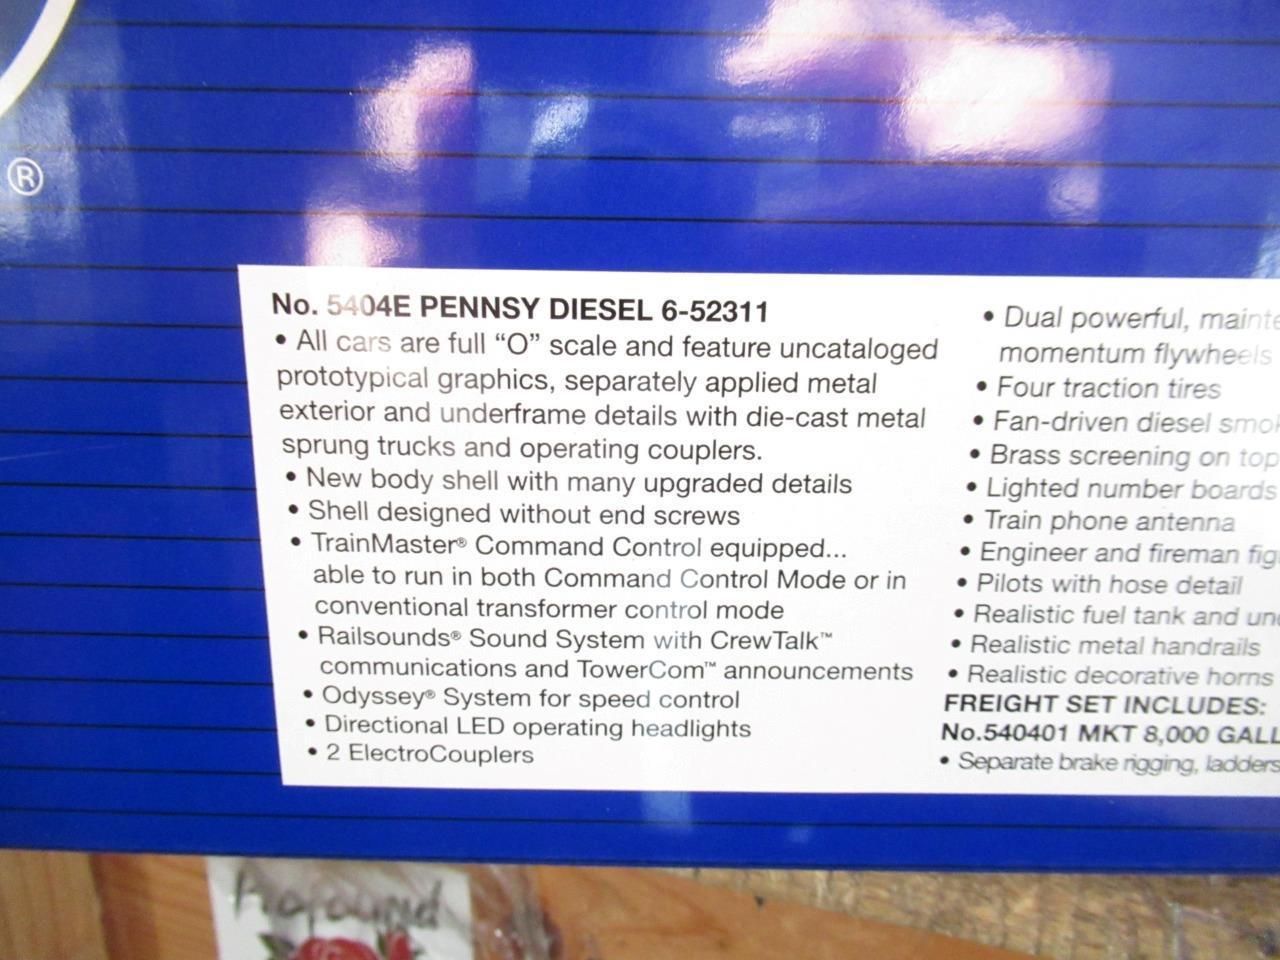 ®
No. 5404E PENNSY DIESEL 6-52311
• All cars are full “O” scale and feature uncataloged
prototypical graphics, separately applied metal
exterior and underframe details with die-cast metal
sprung trucks and operating couplers.
• New body shell with many upgraded details
• Shell designed without end screws
• TrainMaster® Command Control equipped...
able to run in both Command Control Mode or in
conventional transformer control mode
• Railsounds® Sound System with CrewTalk™
communications and TowerCom™ announcements
• Odyssey® System for speed control
• Directional LED operating headlights
• 2 ElectroCouplers
• Dual powerful,
momentum flywheels
• Four traction tires
• Fan-driven diesel
• Brass screening on top
• Lighted number boards
• Train phone antenna
• Engineer and fireman
• Pilots with hose detail
• Realistic fuel tank and
• Realistic metal handrails
• Realistic decorative horns
FREIGHT SET INCLUDES:
No.540401 MKT 8,000
• Separate brake rigging, ladders